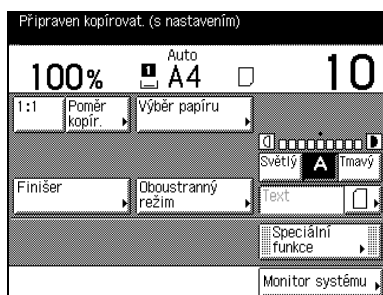 Připraven kopírovat. (s nastavením)
Auto
100% 1 A4 10
1:1 Poměr kopír. Výběr papíru
Světlý A Tmavý
Finišer Oboustranný režim Text
Speciální funkce
Monitor systému